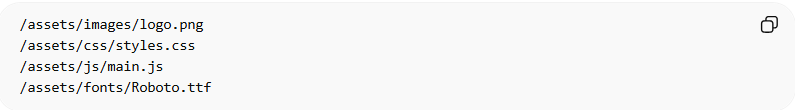 /assets/images/logo.png
/assets/css/styles.css
/assets/js/main.js
/assets/fonts/Roboto.ttf